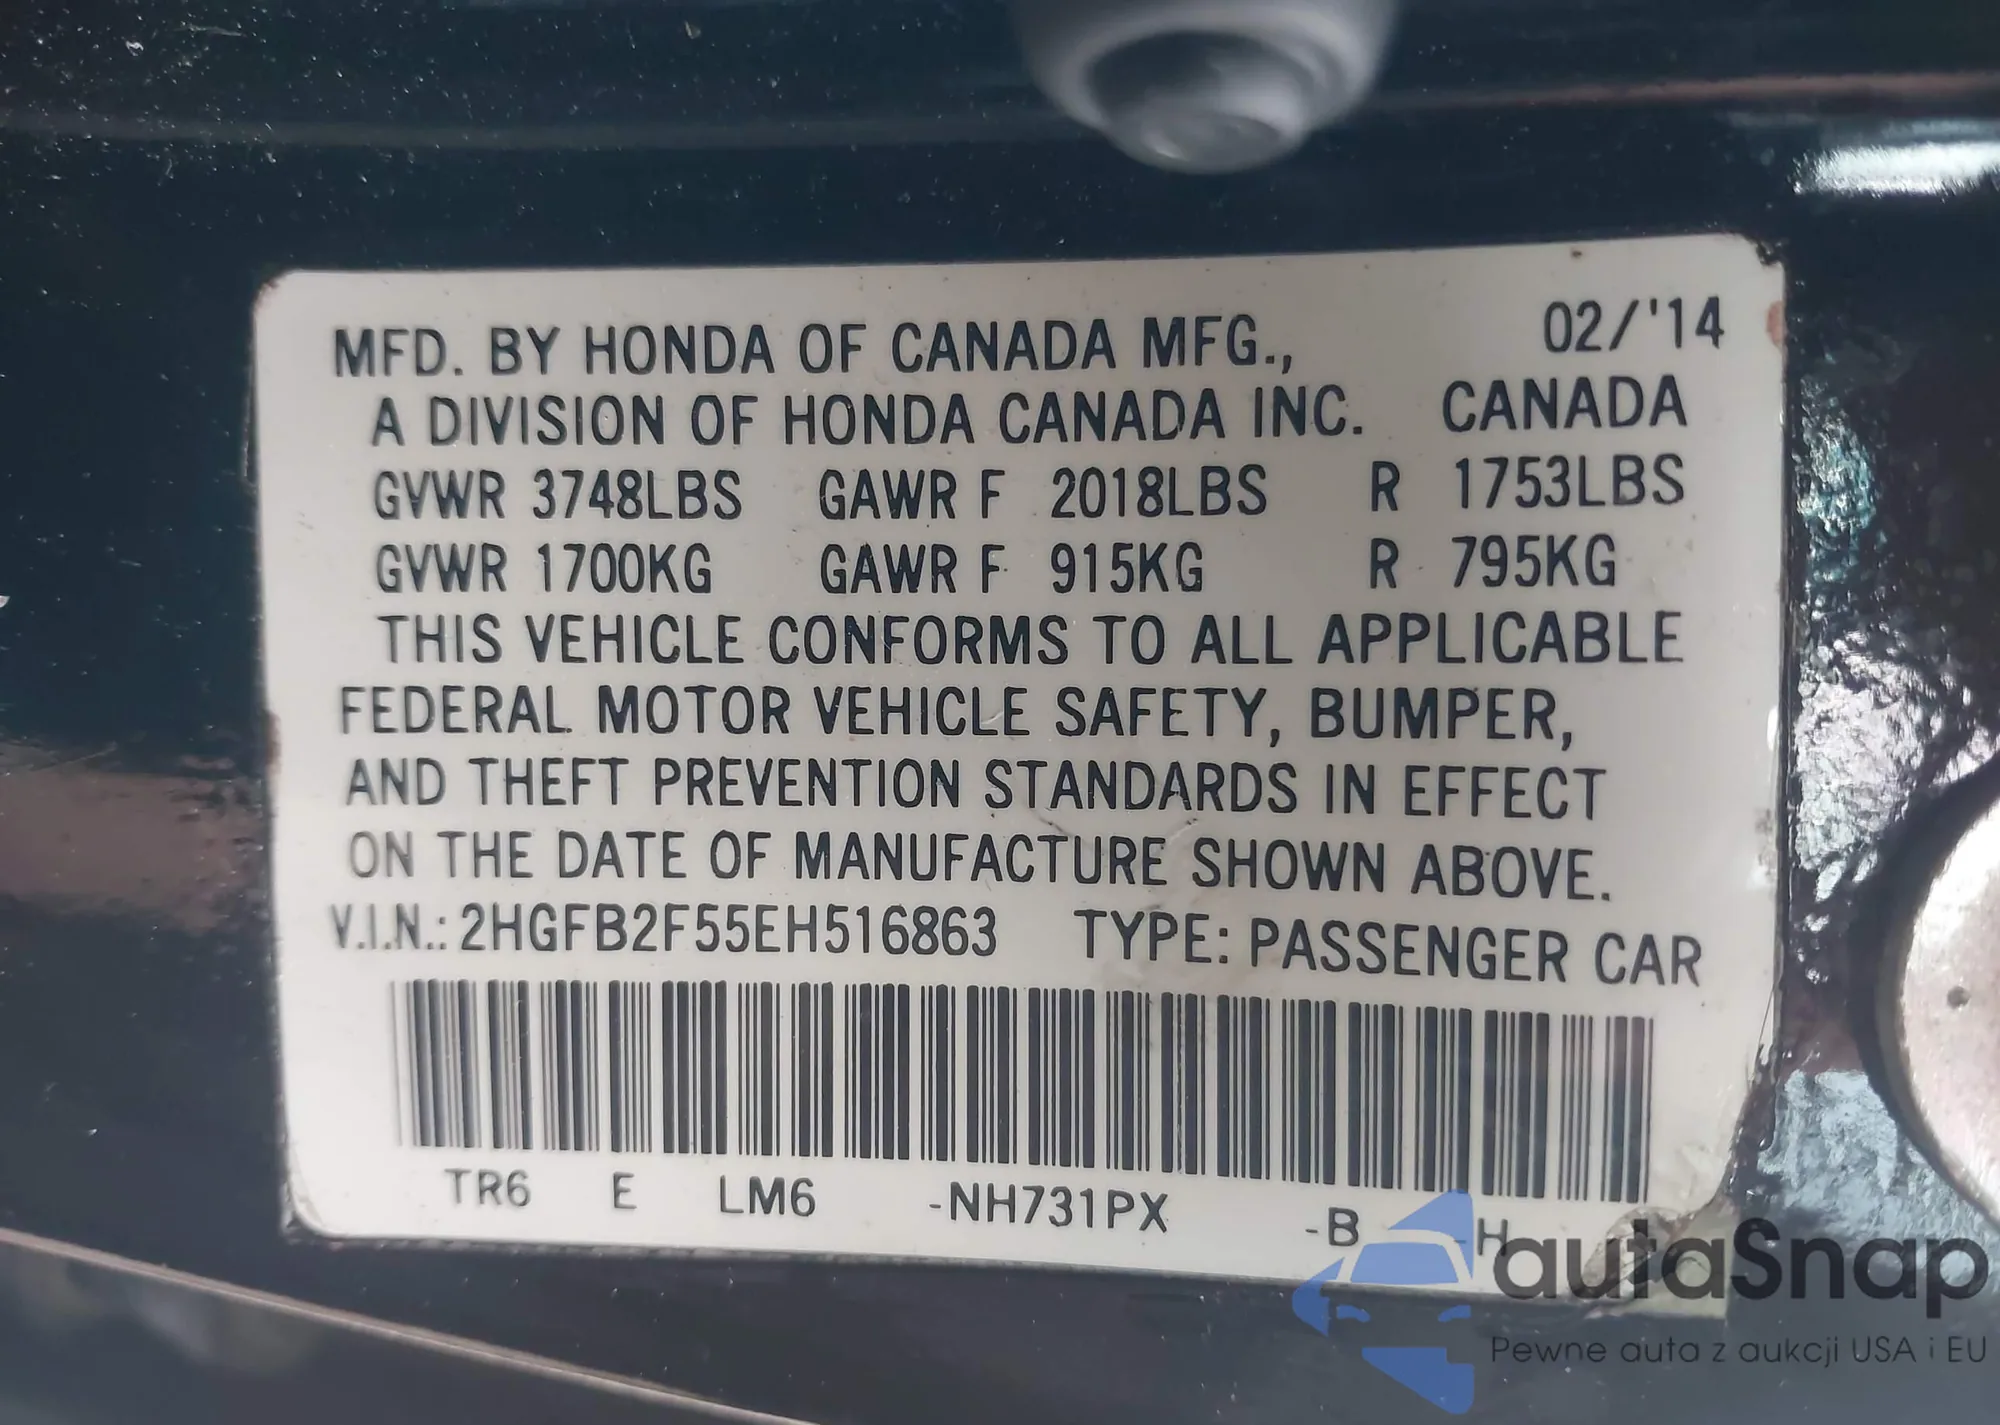 MFD. BY HONDA OF CANADA MFG., 02/'14
A DIVISION OF HONDA CANADA INC. CANADA
GVWR 3748LBS GAWR F 2018LBS R 1753LBS
GVWR 1700KG GAWR F 915KG R 795KG
THIS VEHICLE CONFORMS TO ALL APPLICABLE
FEDERAL MOTOR VEHICLE SAFETY, BUMPER,
AND THEFT PREVENTION STANDARDS IN EFFECT
ON THE DATE OF MANUFACTURE SHOWN ABOVE.
V.I.N.: 2HGFB2F55EH516863 TYPE: PASSENGER CAR
TR6 E LM6 -NH731PX -B -H
autaSnap
Pewne auta z aukcji USA i EU